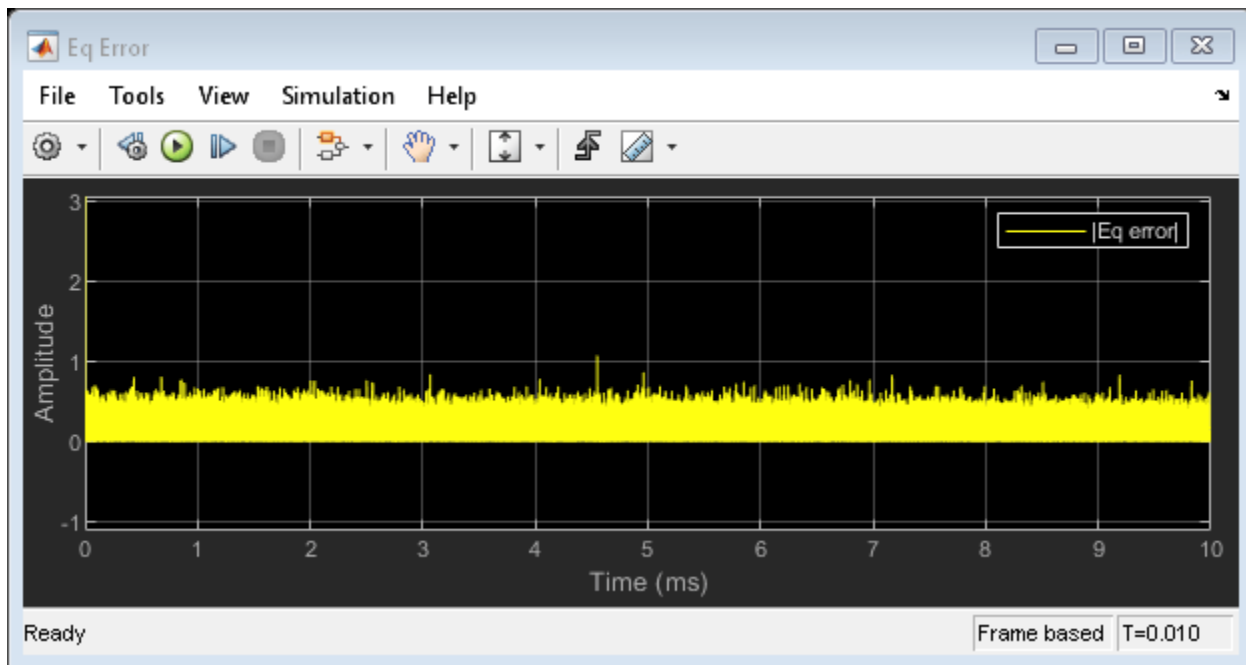 Eq Error
File Tools View Simulation Help
3
|Eq error|
2
Amplitude
1
0
-1
0 1 2 3 4 5 6 7 8 9 10
Time (ms)
Ready Frame based T=0.010